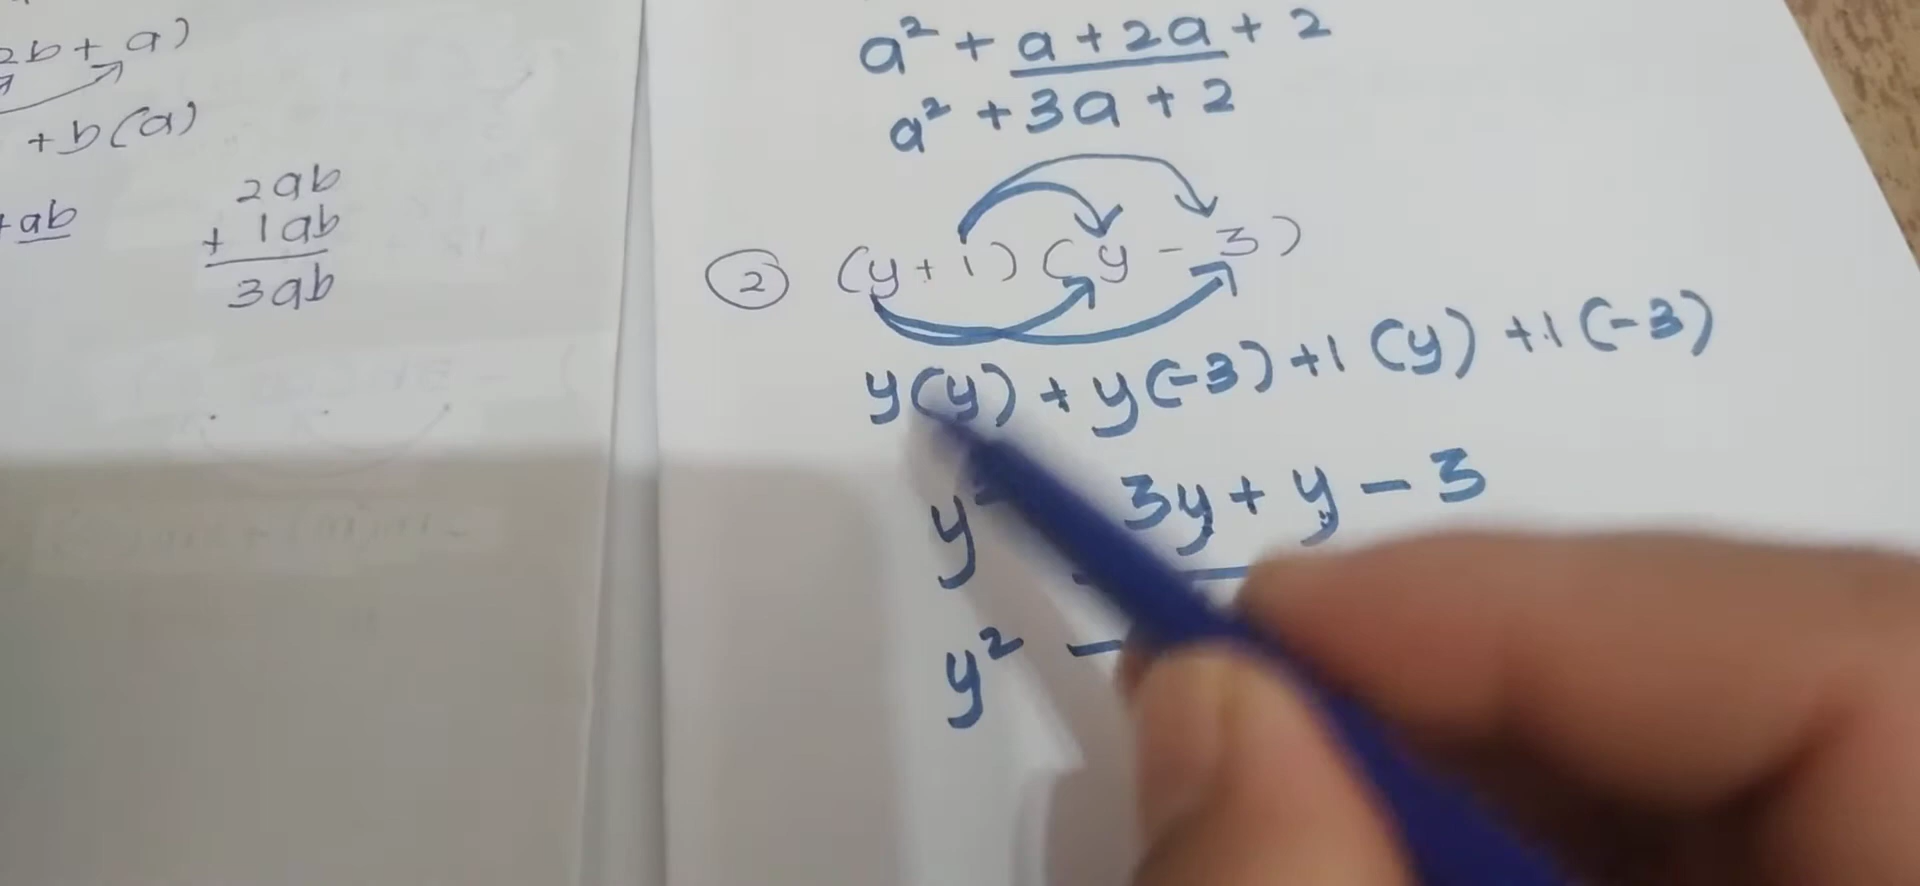 2b + a)
+ b(a)
+ab
2ab
+ 1ab
3ab
a² + a + 2a + 2
a² + 3a + 2
② (y + 1) (y - 3)
y(y) + y(-3) + 1(y) + 1(-3)
y² 3y + y - 3
y² -